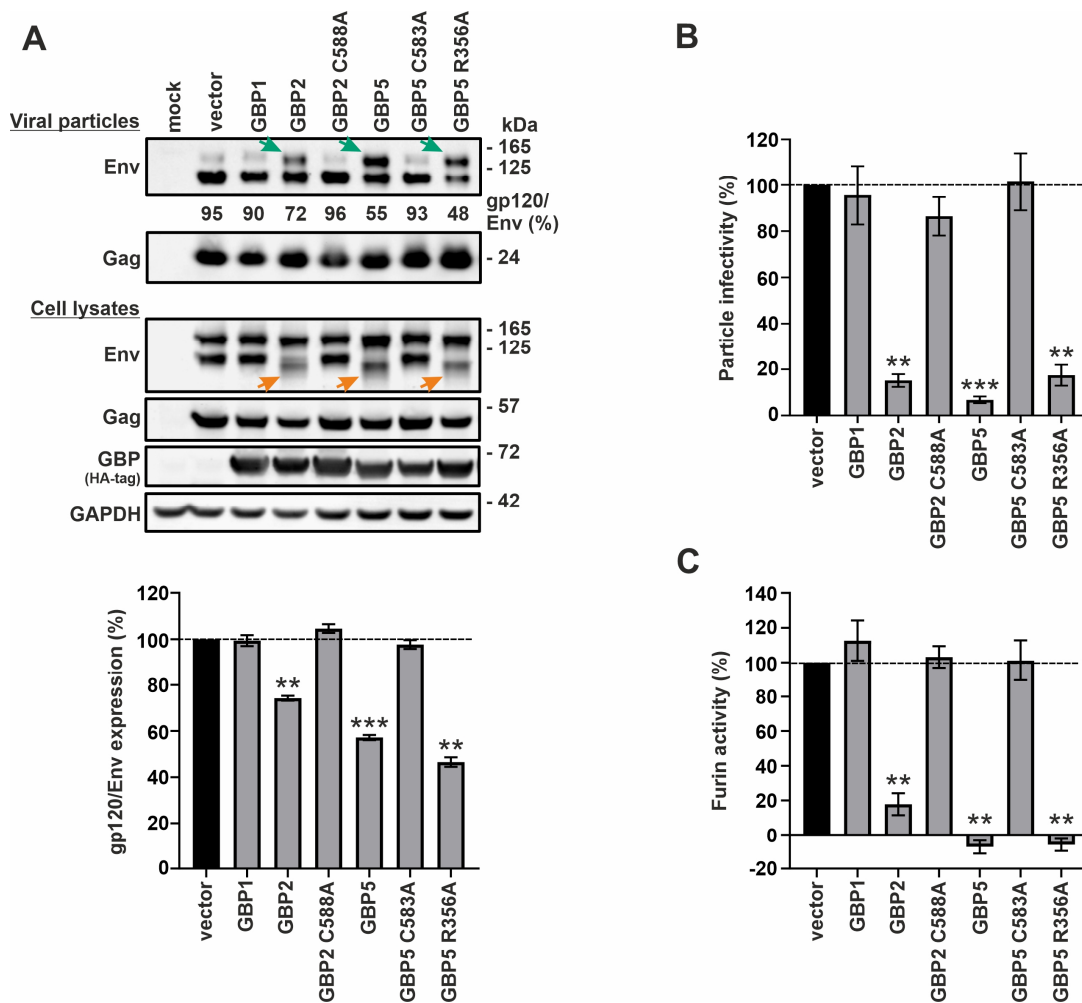 A
mock
vector
GBP1
GBP2
GBP2 C588A
GBP5
GBP5 C583A
GBP5 R356A
Viral particles
kDa
Env
- 165
- 125
95 90 72 96 55 93 48 gp120/
Env (%)
Gag
- 24
Cell lysates
Env
- 165
- 125
Gag
- 57
GBP
(HA-tag)
- 72
GAPDH
- 42
gp120/Env expression (%)
120
100
80
60
40
20
0
**
***
**
vector
GBP1
GBP2
GBP2 C588A
GBP5
GBP5 C583A
GBP5 R356A
B
Particle infectivity (%)
120
100
80
60
40
20
0
**
***
**
vector
GBP1
GBP2
GBP2 C588A
GBP5
GBP5 C583A
GBP5 R356A
C
Furin activity (%)
140
120
100
80
60
40
20
0
-20
**
**
**
vector
GBP1
GBP2
GBP2 C588A
GBP5
GBP5 C583A
GBP5 R356A